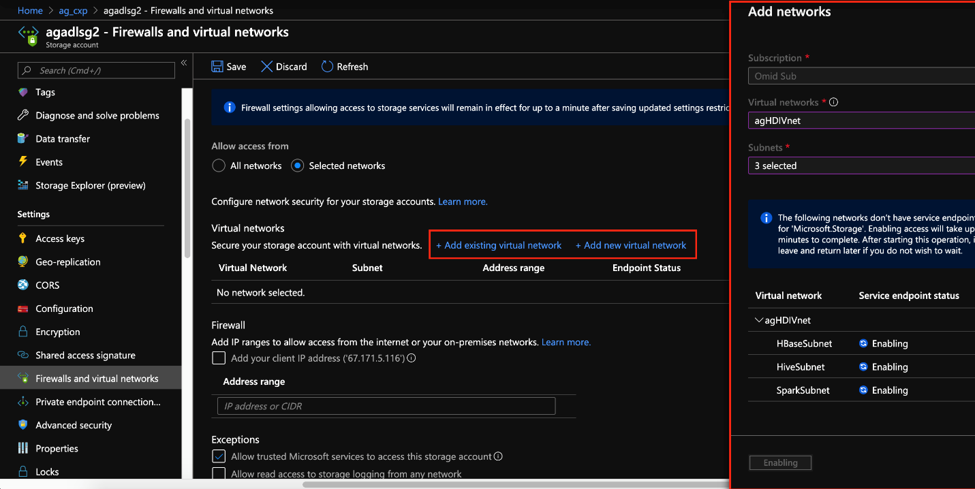 Home > ag_cxp > agadlsg2 - Firewalls and virtual networks
agadlsg2 - Firewalls and virtual networks
Storage account
Search (Cmd+/)
Tags
Diagnose and solve problems
Data transfer
Events
Storage Explorer (preview)
Settings
Access keys
Geo-replication
CORS
Configuration
Encryption
Shared access signature
Firewalls and virtual networks
Private endpoint connection...
Advanced security
Properties
Locks
Save Discard Refresh
Firewall settings allowing access to storage services will remain in effect for up to a minute after saving updated settings restric
Allow access from
All networks Selected networks
Configure network security for your storage accounts. Learn more.
Virtual networks
Secure your storage account with virtual networks. + Add existing virtual network + Add new virtual network
Virtual Network Subnet Address range Endpoint Status
No network selected.
Firewall
Add IP ranges to allow access from the internet or your on-premises networks. Learn more.
Add your client IP address ('67.171.5.116')
Address range
IP address or CIDR
Exceptions
Allow trusted Microsoft services to access this storage account
Allow read access to storage logging from any network
Add networks
Subscription *
Omid Sub
Virtual networks *
agHDIVnet
Subnets *
3 selected
The following networks don't have service endpoin
for 'Microsoft.Storage'. Enabling access will take up
minutes to complete. After starting this operation, i
leave and return later if you do not wish to wait.
Virtual network Service endpoint status
agHDIVnet
HBaseSubnet Enabling
HiveSubnet Enabling
SparkSubnet Enabling
Enabling